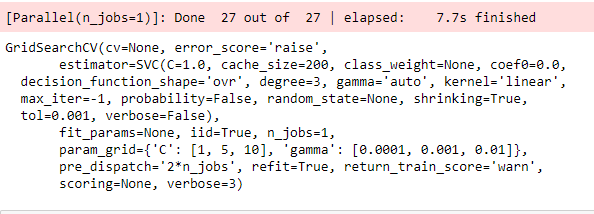 [Parallel(n_jobs=1)]: Done  27 out of  27 | elapsed:    7.7s finished
GridSearchCV(cv=None, error_score='raise',
       estimator=SVC(C=1.0, cache_size=200, class_weight=None, coef0=0.0,
  decision_function_shape='ovr', degree=3, gamma='auto', kernel='linear',
  max_iter=-1, probability=False, random_state=None, shrinking=True,
  tol=0.001, verbose=False),
       fit_params=None, iid=True, n_jobs=1,
       param_grid={'C': [1, 5, 10], 'gamma': [0.0001, 0.001, 0.01]},
       pre_dispatch='2*n_jobs', refit=True, return_train_score='warn',
       scoring=None, verbose=3)